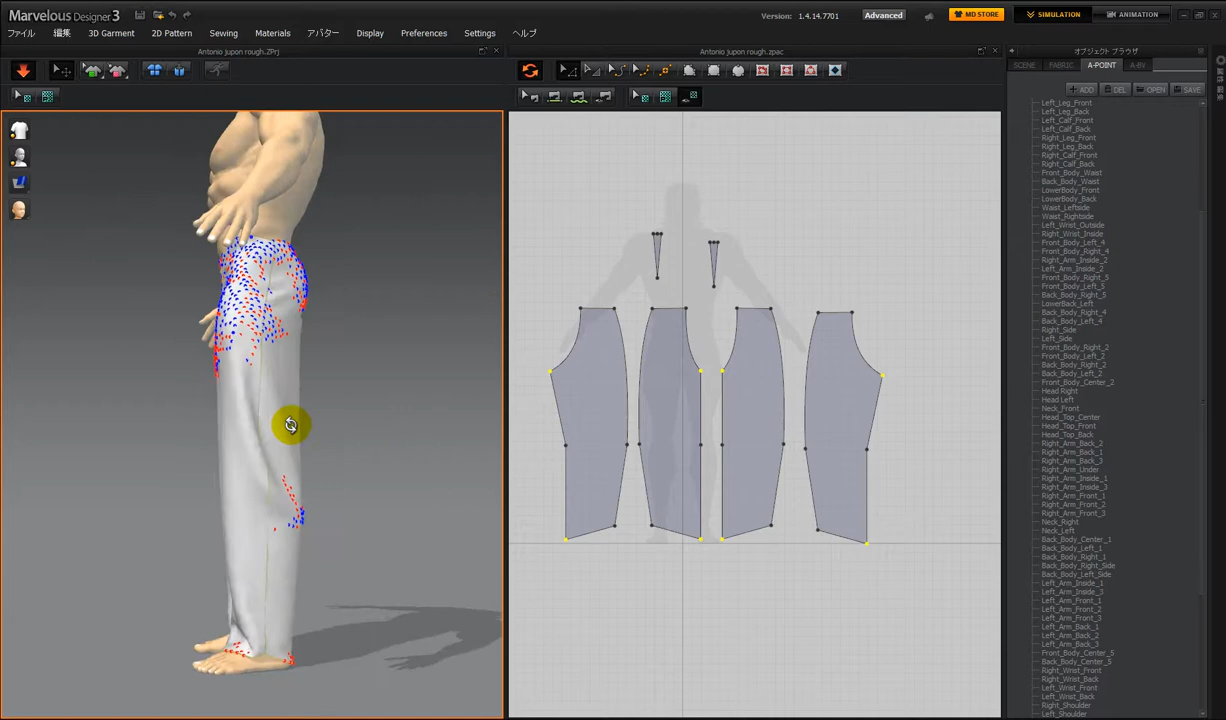 Marvelous Designer 3
Version: 1.4.14.7701
Advanced
MD STORE
SIMULATION
ANIMATION
ファイル
編集
3D Garment
2D Pattern
Sewing
Materials
アバター
Display
Preferences
Settings
ヘルプ
Antonio jupon rough.ZPrj
Antonio jupon rough.zpac
オブジェクト ブラウザ
SCENE
FABRIC
A-POINT
A-BV
ADD
DEL
OPEN
SAVE
Left_Leg_Front
Left_Leg_Back
Left_Calf_Front
Left_Calf_Back
Right_Leg_Front
Right_Leg_Back
Right_Calf_Front
Right_Calf_Back
Front_Body_Waist
Back_Body_Waist
LowerBody_Front
LowerBody_Back
Waist_Leftside
Waist_Rightside
Left_Wrist_Outside
Right_Wrist_Inside
Front_Body_Left_4
Front_Body_Right_4
Right_Arm_Inside_2
Left_Arm_Inside_2
Front_Body_Right_5
Front_Body_Left_5
Back_Body_Right_5
LowerBack_Left
Back_Body_Right_4
Back_Body_Left_4
Right_Side
Left_Side
Front_Body_Right_2
Front_Body_Left_2
Back_Body_Right_2
Back_Body_Left_2
Front_Body_Center_2
Head Right
Head Left
Neck_Front
Head_Top_Center
Head_Top_Front
Head_Top_Back
Right_Arm_Back_2
Right_Arm_Back_1
Right_Arm_Back_3
Right_Arm_Under
Right_Arm_Inside_1
Right_Arm_Inside_3
Right_Arm_Front_1
Right_Arm_Front_2
Right_Arm_Front_3
Neck_Right
Neck_Left
Back_Body_Center_1
Back_Body_Left_1
Back_Body_Right_1
Back_Body_Right_Side
Back_Body_Left_Side
Left_Arm_Inside_1
Left_Arm_Inside_3
Left_Arm_Front_1
Left_Arm_Front_2
Left_Arm_Front_3
Left_Arm_Back_1
Left_Arm_Back_2
Left_Arm_Back_3
Front_Body_Center_5
Back_Body_Center_5
Right_Wrist_Front
Right_Wrist_Back
Left_Wrist_Front
Left_Wrist_Back
Right_Shoulder
Left_Shoulder